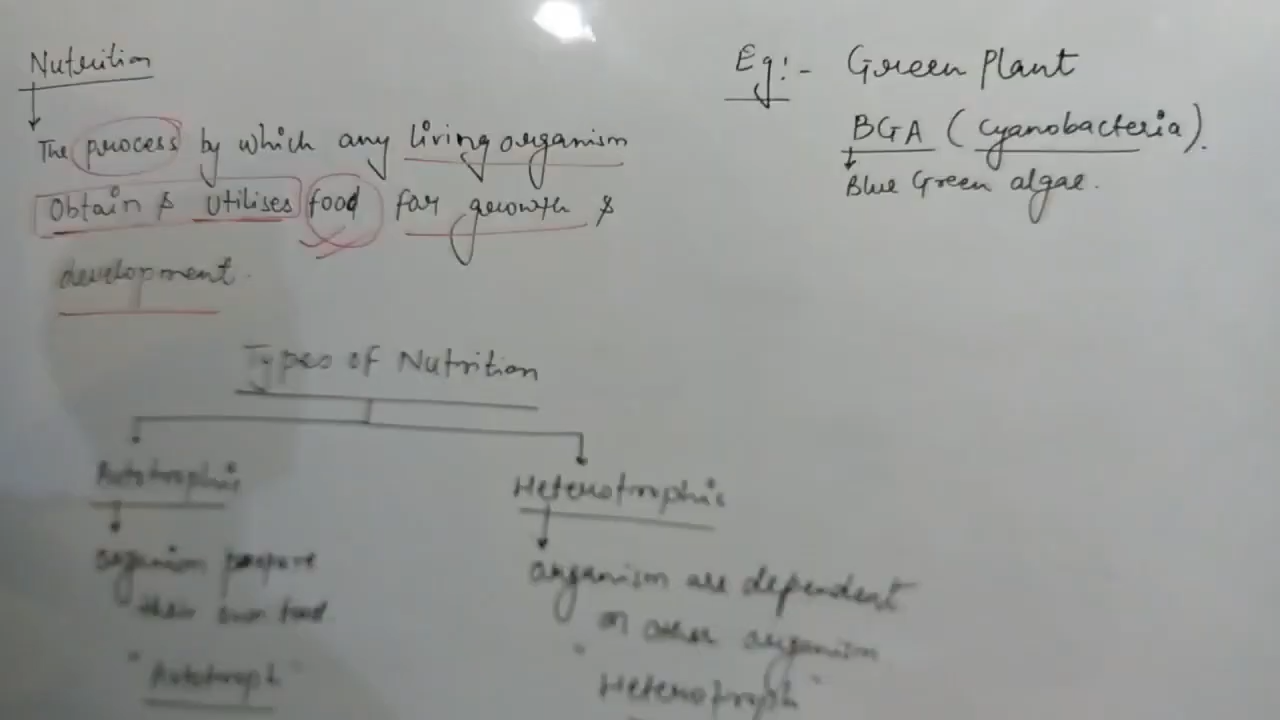 Nutrition
The process by which any living organism
Obtain & Utilises food for growth &
development.
Types of Nutrition
Autotrophic
organism prepare
their own food
"Autotroph"
Heterotrophic
organism are dependent
on other organism
"Heterotroph"
Eg:- Green Plant
BGA (Cyanobacteria).
Blue Green algae.